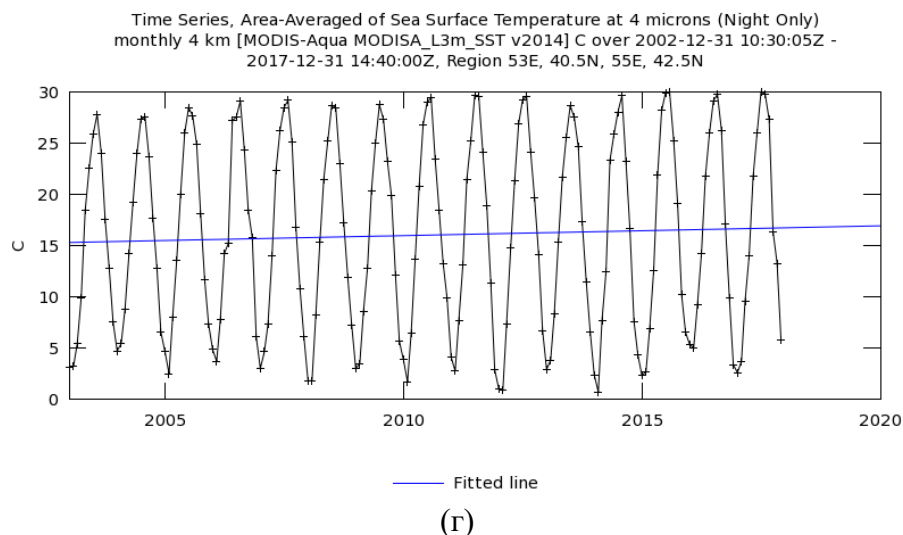 Time Series, Area-Averaged of Sea Surface Temperature at 4 microns (Night Only)
monthly 4 km [MODIS-Aqua MODISA_L3m_SST v2014] C over 2002-12-31 10:30:05Z -
2017-12-31 14:40:00Z, Region 53E, 40.5N, 55E, 42.5N
30
25
20
15
10
5
0
C
2005 2010 2015 2020
Fitted line
(г)